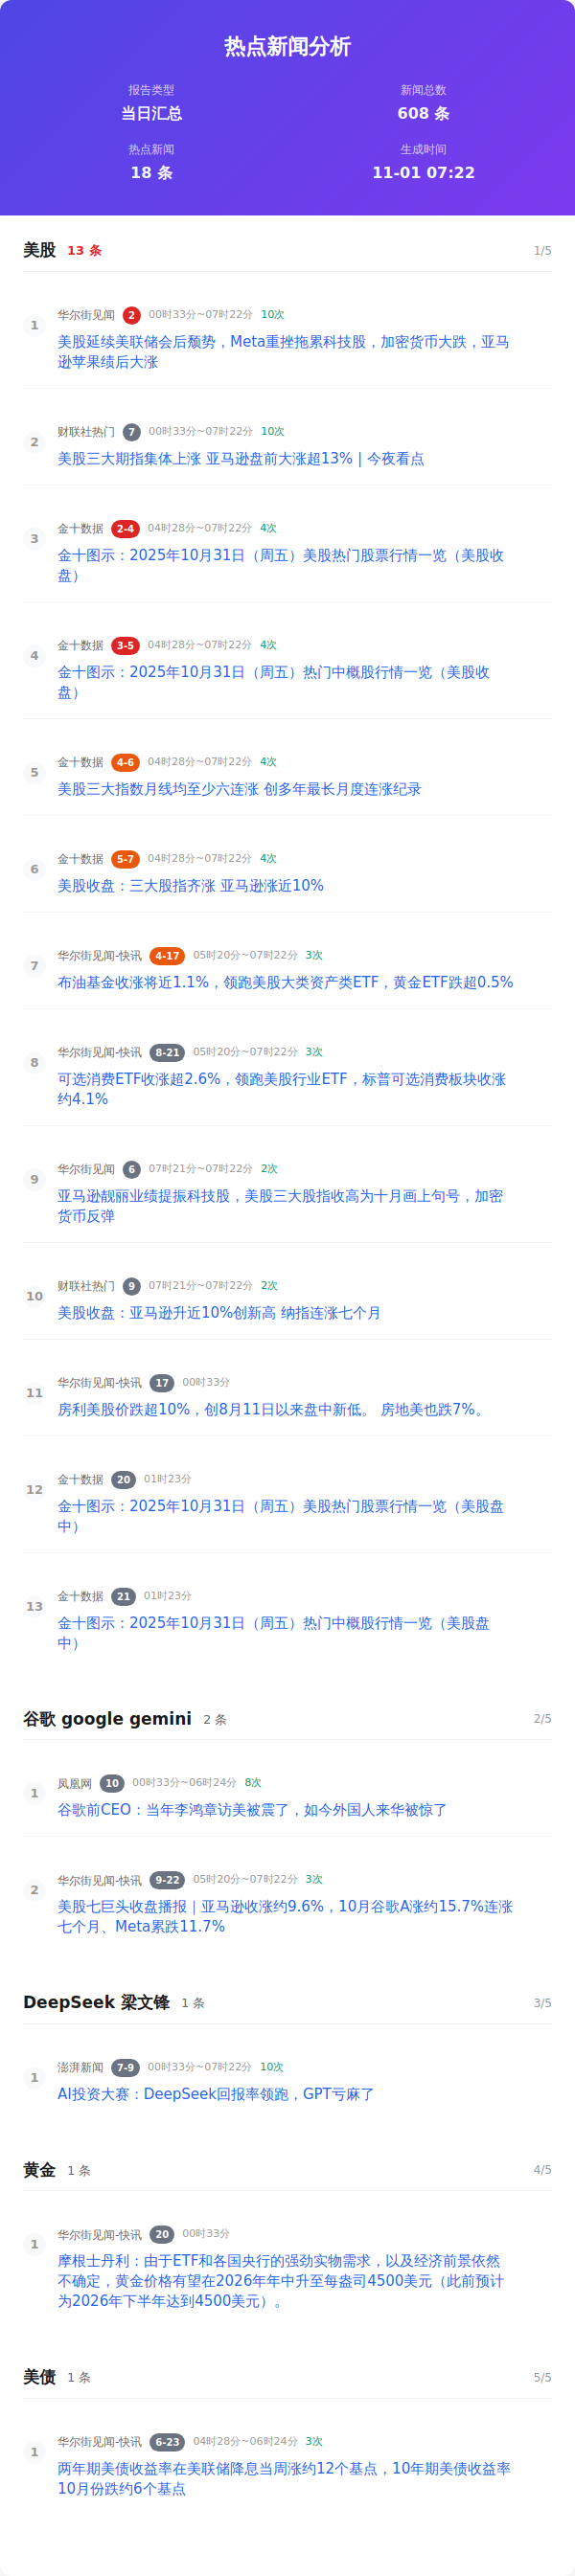 热点新闻分析
报告类型
新闻总数
当日汇总
608 条
热点新闻
生成时间
18 条
11-01 07:22
美股 13 条 1/5
1
华尔街见闻 2 00时33分~07时22分 10次
美股延续美联储会后颓势，Meta重挫拖累科技股，加密货币大跌，亚马
逊苹果绩后大涨
2
财联社热门 7 00时33分~07时22分 10次
美股三大期指集体上涨 亚马逊盘前大涨超13% | 今夜看点
3
金十数据 2-4 04时28分~07时22分 4次
金十图示：2025年10月31日（周五）美股热门股票行情一览（美股收
盘）
4
金十数据 3-5 04时28分~07时22分 4次
金十图示：2025年10月31日（周五）热门中概股行情一览（美股收
盘）
5
金十数据 4-6 04时28分~07时22分 4次
美股三大指数月线均至少六连涨 创多年最长月度连涨纪录
6
金十数据 5-7 04时28分~07时22分 4次
美股收盘：三大股指齐涨 亚马逊涨近10%
7
华尔街见闻-快讯 4-17 05时20分~07时22分 3次
布油基金收涨将近1.1%，领跑美股大类资产类ETF，黄金ETF跌超0.5%
8
华尔街见闻-快讯 8-21 05时20分~07时22分 3次
可选消费ETF收涨超2.6%，领跑美股行业ETF，标普可选消费板块收涨
约4.1%
9
华尔街见闻 6 07时21分~07时22分 2次
亚马逊靓丽业绩提振科技股，美股三大股指收高为十月画上句号，加密
货币反弹
10
财联社热门 9 07时21分~07时22分 2次
美股收盘：亚马逊升近10%创新高 纳指连涨七个月
11
华尔街见闻-快讯 17 00时33分
房利美股价跌超10%，创8月11日以来盘中新低。 房地美也跌7%。
12
金十数据 20 01时23分
金十图示：2025年10月31日（周五）美股热门股票行情一览（美股盘
中）
13
金十数据 21 01时23分
金十图示：2025年10月31日（周五）热门中概股行情一览（美股盘
中）
谷歌 google gemini 2 条 2/5
1
凤凰网 10 00时33分~06时24分 8次
谷歌前CEO：当年李鸿章访美被震了，如今外国人来华被惊了
2
华尔街见闻-快讯 9-22 05时20分~07时22分 3次
美股七巨头收盘播报｜亚马逊收涨约9.6%，10月谷歌A涨约15.7%连涨
七个月、Meta累跌11.7%
DeepSeek 梁文锋 1 条 3/5
1
澎湃新闻 7-9 00时33分~07时22分 10次
AI投资大赛：DeepSeek回报率领跑，GPT亏麻了
黄金 1 条 4/5
1
华尔街见闻-快讯 20 00时33分
摩根士丹利：由于ETF和各国央行的强劲实物需求，以及经济前景依然
不确定，黄金价格有望在2026年年中升至每盎司4500美元（此前预计
为2026年下半年达到4500美元）。
美债 1 条 5/5
1
华尔街见闻-快讯 6-23 04时28分~06时24分 3次
两年期美债收益率在美联储降息当周涨约12个基点，10年期美债收益率
10月份跌约6个基点